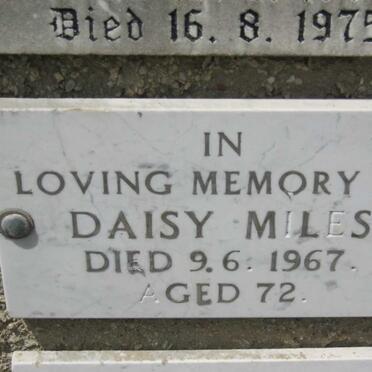 Died 16. 8. 1975
IN
LOVING MEMORY
DAISY MILES
DIED 9. 6. 1967.
AGED 72.